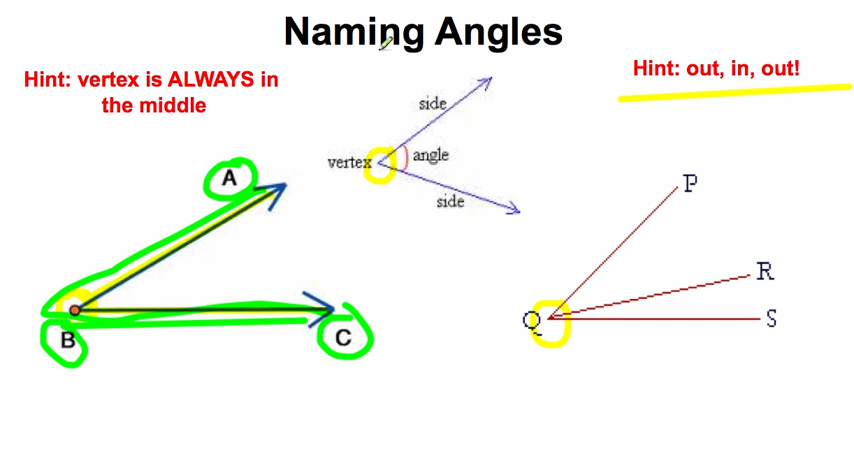 Naming Angles
Hint: vertex is ALWAYS in
the middle
Hint: out, in, out!
side
vertex
angle
side
A
B
C
P
R
Q
S